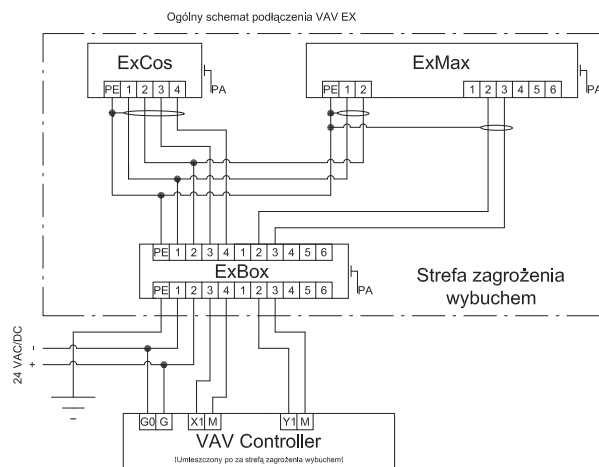 Ogólny schemat podłączenia VAV EX
ExCos
PE 1 2 3 4
PA
ExMax
PE 1 2
1 2 3 4 5 6
PA
PE 1 2 3 4 1 2 3 4 5 6
ExBox
PE 1 2 3 4 1 2 3 4 5 6
PA
Strefa zagrożenia
wybuchem
24 VAC/DC
-
+
G0 G X1 M Y1 M
VAV Controller
!Umieszczony po za strefą zagrożenia wybuchem!